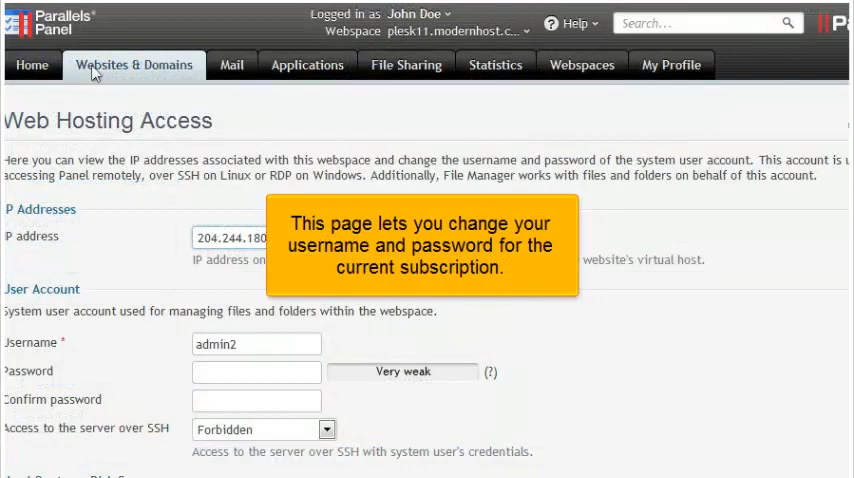 Parallels® Panel
Logged in as John Doe
Webspace plesk11.modernhost.c...
Help
Search...
Home
Websites & Domains
Mail
Applications
File Sharing
Statistics
Webspaces
My Profile
Web Hosting Access
Here you can view the IP addresses associated with this webspace and change the username and password of the system user account. This account is u
accessing Panel remotely, over SSH on Linux or RDP on Windows. Additionally, File Manager works with files and folders on behalf of this account.
IP Addresses
IP address
204.244.180
IP address on
website's virtual host.
This page lets you change your
username and password for the
current subscription.
User Account
System user account used for managing files and folders within the webspace.
Username *
admin2
Password
Very weak
(?)
Confirm password
Access to the server over SSH
Forbidden
Access to the server over SSH with system user's credentials.